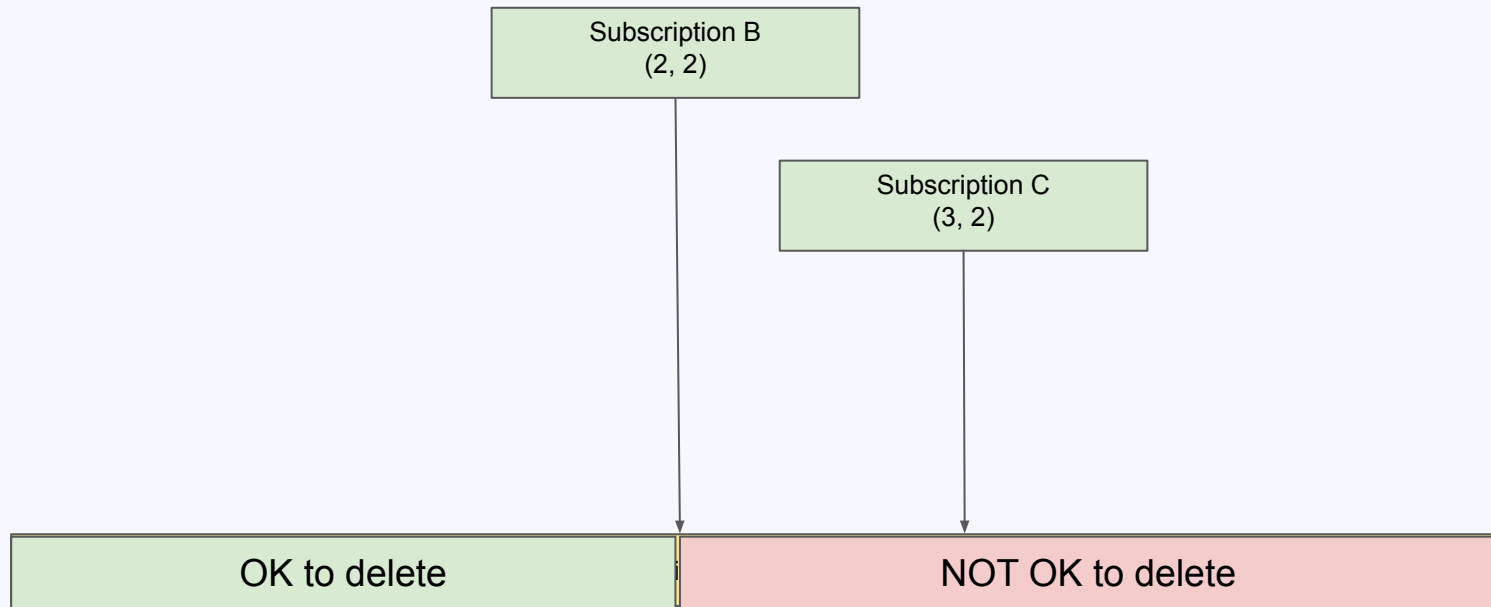 Subscription B
(2, 2)
Subscription C
(3, 2)
OK to delete
NOT OK to delete